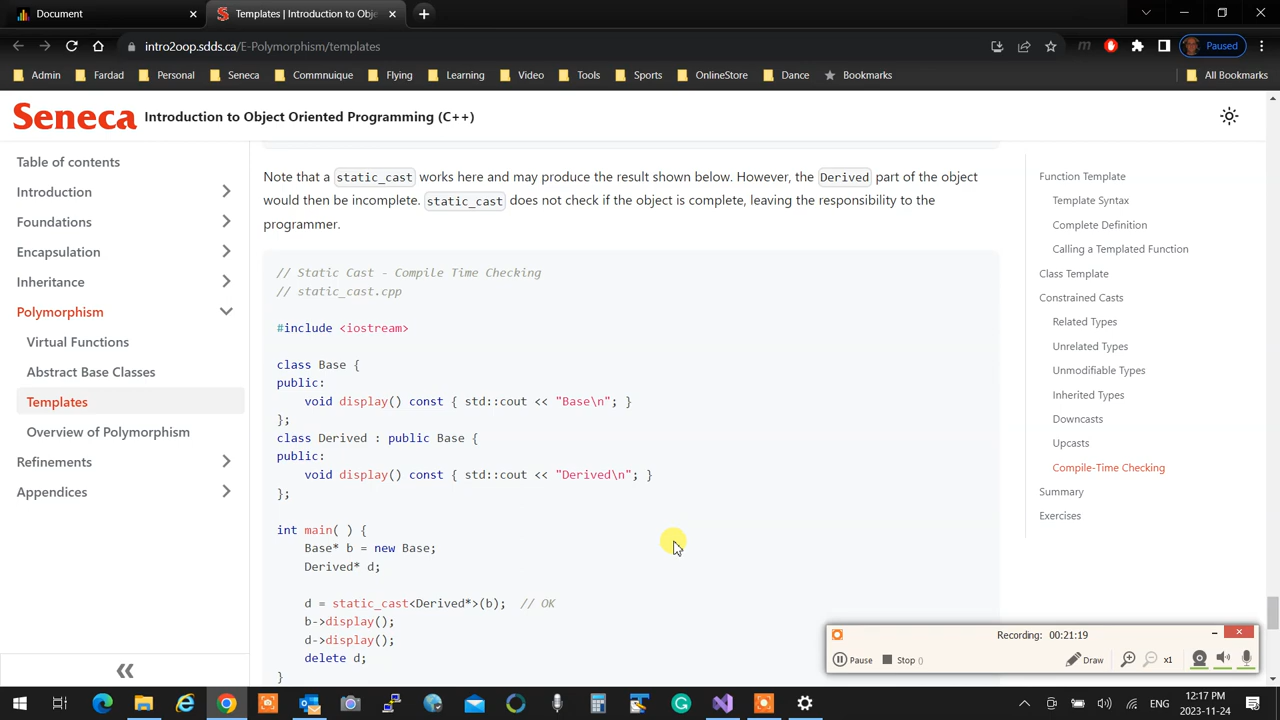 Document
Templates | Introduction to Obje
intro2oop.sdds.ca/E-Polymorphism/templates
Paused
Admin
Fardad
Personal
Seneca
Commnuique
Flying
Learning
Video
Tools
Sports
OnlineStore
Dance
Bookmarks
All Bookmarks
Seneca
Introduction to Object Oriented Programming (C++)
Table of contents
Introduction
Foundations
Encapsulation
Inheritance
Polymorphism
Virtual Functions
Abstract Base Classes
Templates
Overview of Polymorphism
Refinements
Appendices
Note that a static_cast works here and may produce the result shown below. However, the Derived part of the object
would then be incomplete. static_cast does not check if the object is complete, leaving the responsibility to the
programmer.
// Static Cast - Compile Time Checking
// static_cast.cpp
#include <iostream>
class Base {
public:
void display() const { std::cout << "Base\n"; }
};
class Derived : public Base {
public:
void display() const { std::cout << "Derived\n"; }
};
int main( ) {
Base* b = new Base;
Derived* d;
d = static_cast<Derived*>(b); // OK
b->display();
d->display();
delete d;
}
Function Template
Template Syntax
Complete Definition
Calling a Templated Function
Class Template
Constrained Casts
Related Types
Unrelated Types
Unmodifiable Types
Inherited Types
Downcasts
Upcasts
Compile-Time Checking
Summary
Exercises
Recording: 00:21:19
Pause
Stop ()
Draw
x1
ENG
12:17 PM
2023-11-24